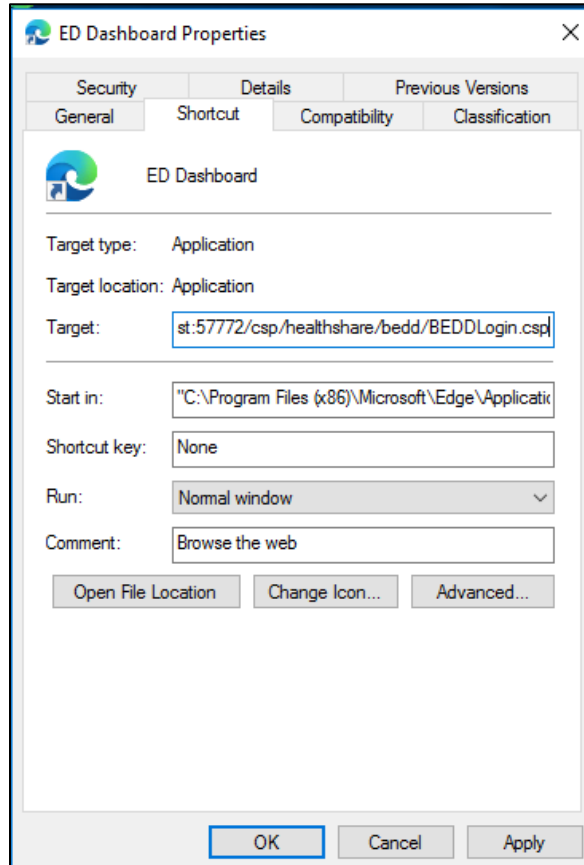 ED Dashboard Properties
Security Details Previous Versions
General Shortcut Compatibility Classification
ED Dashboard
Target type: Application
Target location: Application
Target: st:57772/csp/healthshare/bedd/BEDDLogin.csp
Start in: "C:\Program Files (x86)\Microsoft\Edge\Applicatic
Shortcut key: None
Run: Normal window
Comment: Browse the web
Open File Location Change Icon... Advanced...
OK Cancel Apply